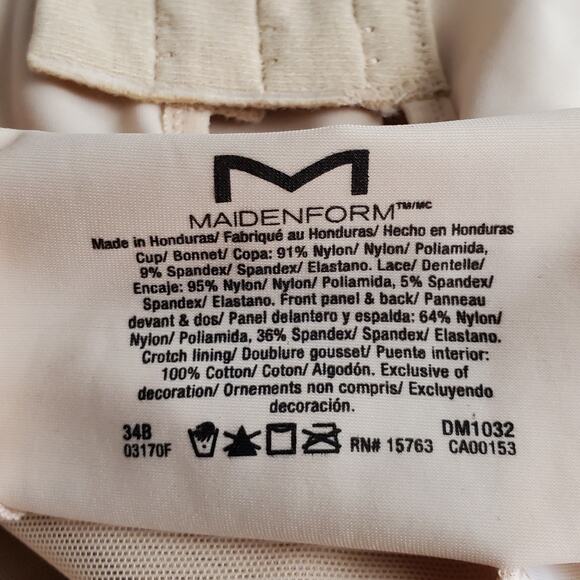 M
MAIDENFORM™/MC
Made in Honduras/ Fabriqué au Honduras/ Hecho en Honduras
Cup/ Bonnet/ Copa: 91% Nylon/ Nylon/ Poliamida,
9% Spandex/ Spandex/ Elastano. Lace/ Dentelle/
Encaje: 95% Nylon/ Nylon/ Poliamida, 5% Spandex/
Spandex/ Elastano. Front panel & back/ Panneau
devant & dos/ Panel delantero y espalda: 64% Nylon/
Nylon/ Poliamida, 36% Spandex/ Spandex/ Elastano.
Crotch lining/ Doublure gousset/ Puente interior:
100% Cotton/ Coton/ Algodón. Exclusive of
decoration/ Ornements non compris/ Excluyendo
decoración.
34B DM1032
03170F RN# 15763 CA00153